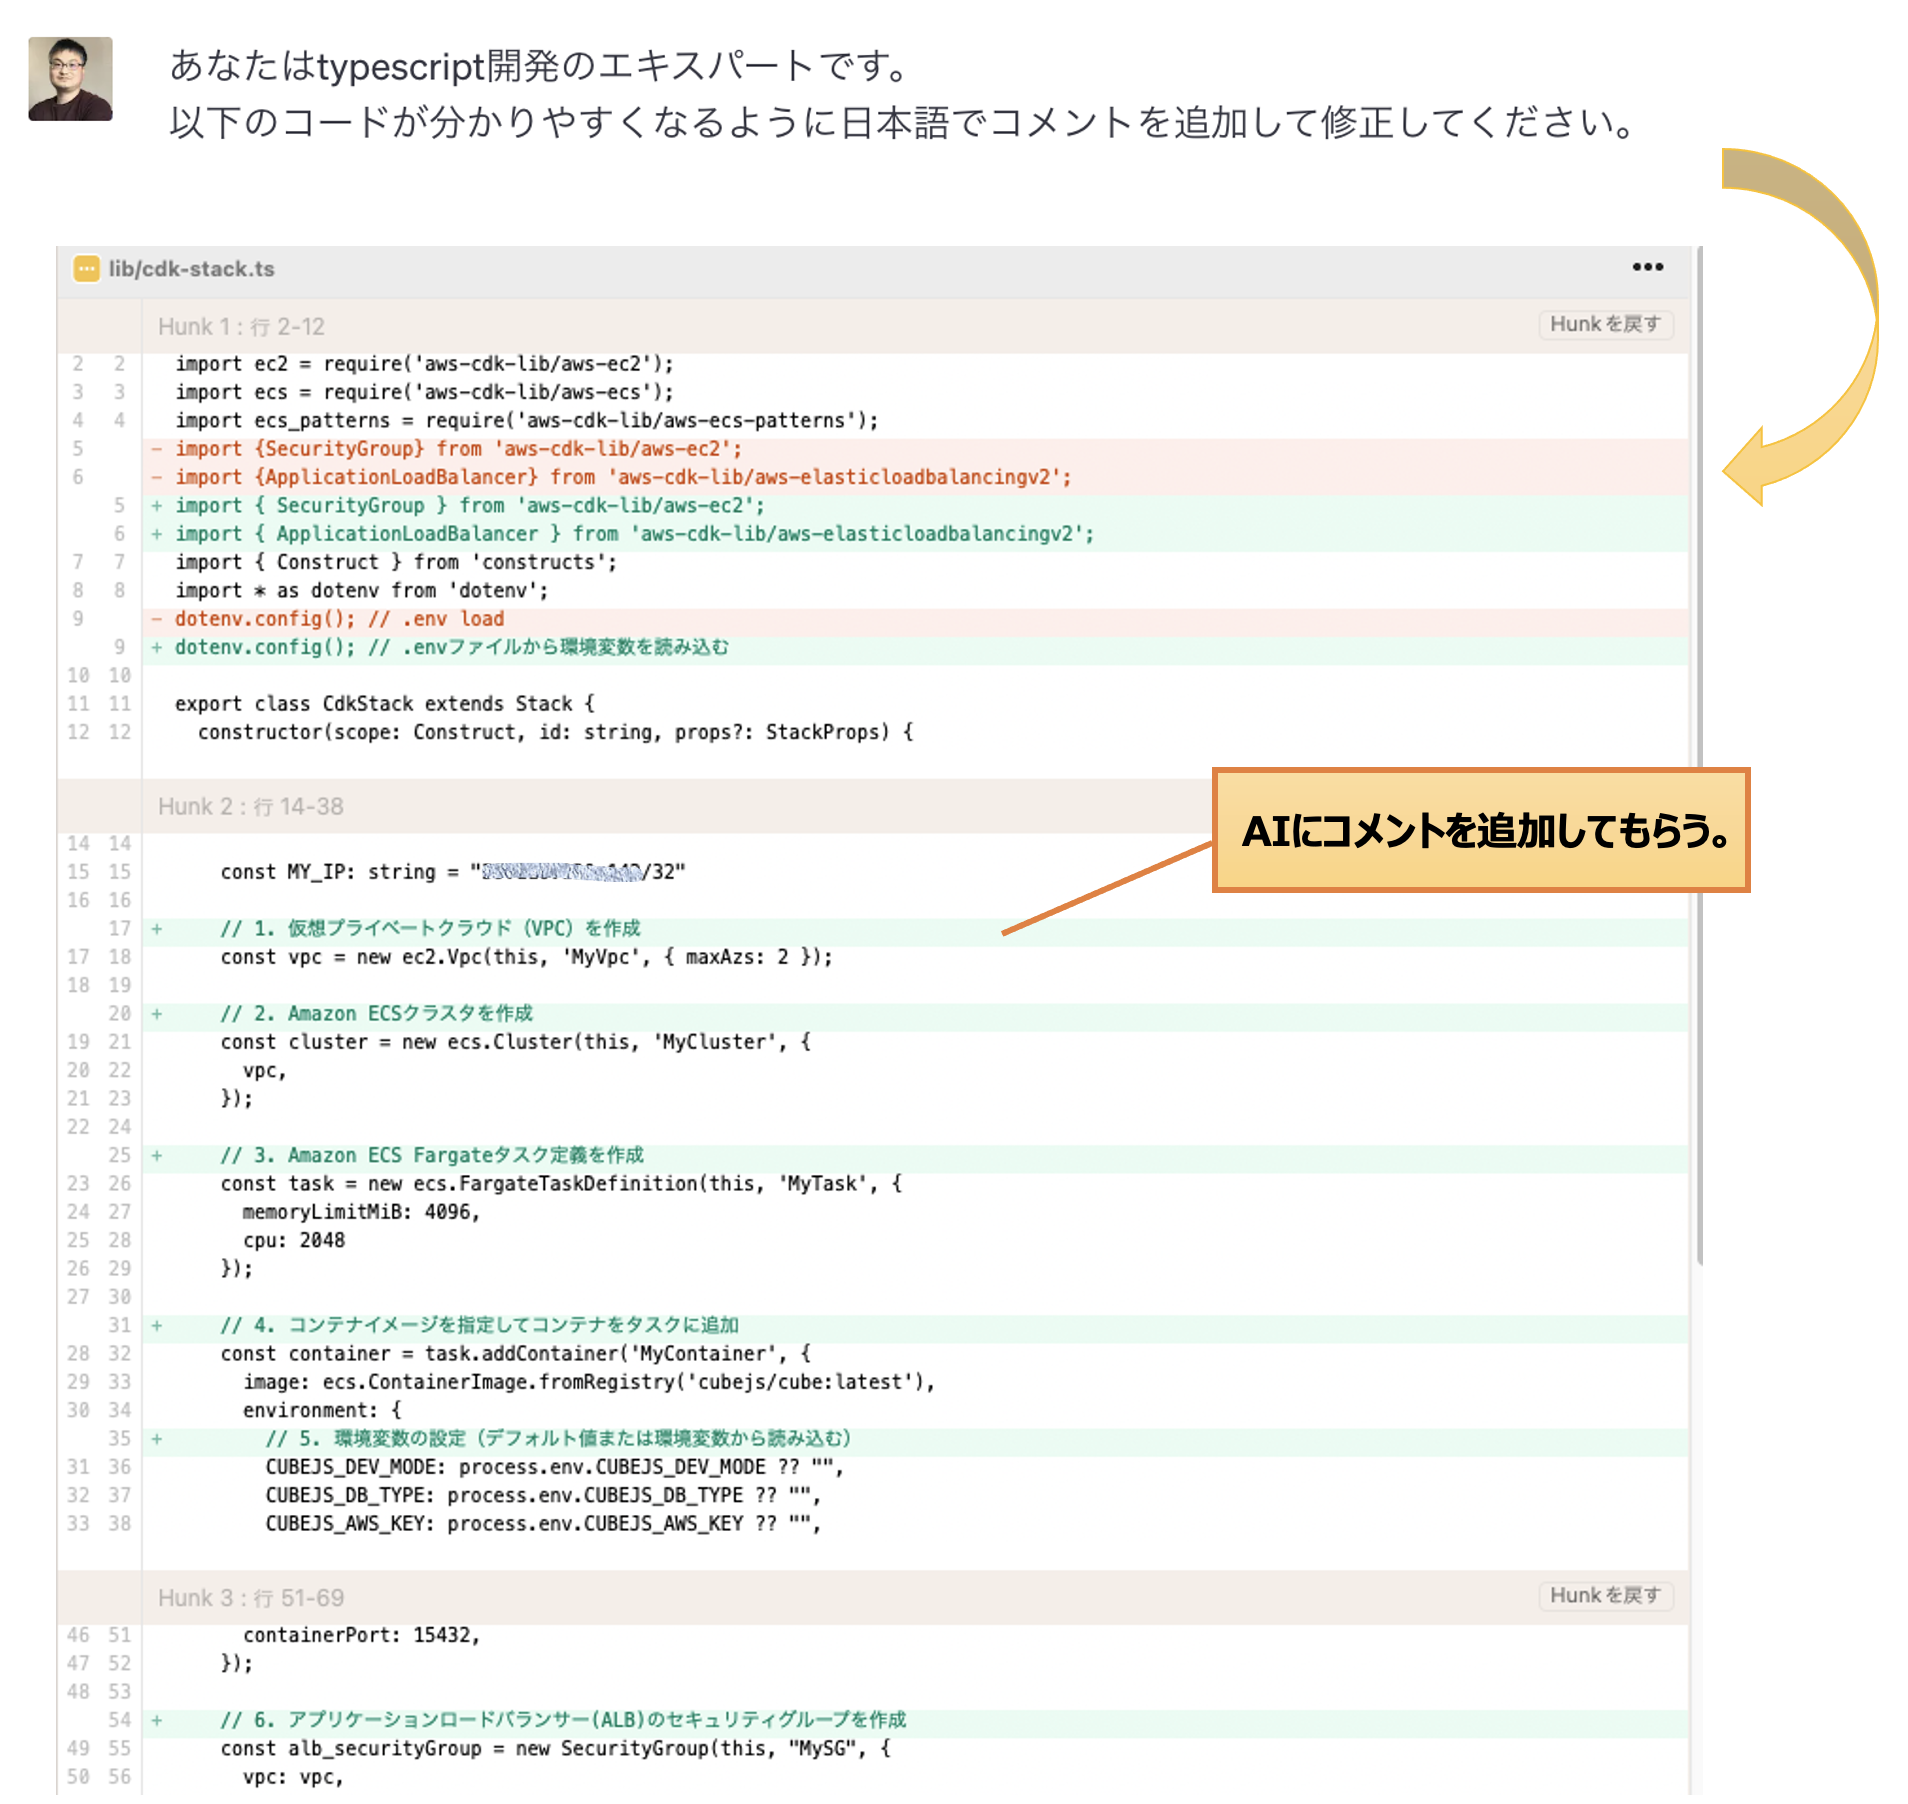 あなたはtypescript開発のエキスパートです。
以下のコードが分かりやすくなるように日本語でコメントを追加して修正してください。
lib/cdk-stack.ts
Hunk 1 : 行 2-12 Hunkを戻す
2 2 import ec2 = require('aws-cdk-lib/aws-ec2');
3 3 import ecs = require('aws-cdk-lib/aws-ecs');
4 4 import ecs_patterns = require('aws-cdk-lib/aws-ecs-patterns');
5 - import {SecurityGroup} from 'aws-cdk-lib/aws-ec2';
6 - import {ApplicationLoadBalancer} from 'aws-cdk-lib/aws-elasticloadbalancingv2';
5 + import { SecurityGroup } from 'aws-cdk-lib/aws-ec2';
6 + import { ApplicationLoadBalancer } from 'aws-cdk-lib/aws-elasticloadbalancingv2';
7 7 import { Construct } from 'constructs';
8 8 import * as dotenv from 'dotenv';
9 - dotenv.config(); // .env load
9 + dotenv.config(); // .envファイルから環境変数を読み込む
10 10
11 11 export class CdkStack extends Stack {
12 12 constructor(scope: Construct, id: string, props?: StackProps) {
Hunk 2 : 行 14-38
AIにコメントを追加してもらう。
14 14
15 15 const MY_IP: string = "/32"
16 16
17 + // 1. 仮想プライベートクラウド（VPC）を作成
17 18 const vpc = new ec2.Vpc(this, 'MyVpc', { maxAzs: 2 });
18 19
20 + // 2. Amazon ECSクラスタを作成
19 21 const cluster = new ecs.Cluster(this, 'MyCluster', {
20 22 vpc,
21 23 });
22 24
25 + // 3. Amazon ECS Fargateタスク定義を作成
23 26 const task = new ecs.FargateTaskDefinition(this, 'MyTask', {
24 27 memoryLimitMiB: 4096,
25 28 cpu: 2048
26 29 });
27 30
31 + // 4. コンテナイメージを指定してコンテナをタスクに追加
28 32 const container = task.addContainer('MyContainer', {
29 33 image: ecs.ContainerImage.fromRegistry('cubejs/cube:latest'),
30 34 environment: {
35 + // 5. 環境変数の設定（デフォルト値または環境変数から読み込む）
31 36 CUBEJS_DEV_MODE: process.env.CUBEJS_DEV_MODE ?? "",
32 37 CUBEJS_DB_TYPE: process.env.CUBEJS_DB_TYPE ?? "",
33 38 CUBEJS_AWS_KEY: process.env.CUBEJS_AWS_KEY ?? "",
Hunk 3 : 行 51-69 Hunkを戻す
46 51 containerPort: 15432,
47 52 });
48 53
54 + // 6. アプリケーションロードバランサー(ALB)のセキュリティグループを作成
49 55 const alb_securityGroup = new SecurityGroup(this, "MySG", {
50 56 vpc: vpc,